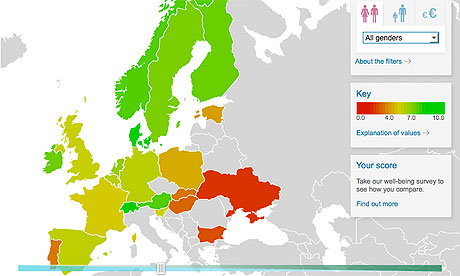 c€
All genders
About the filters →
Key
0.0 4.0 7.0 10.0
Explanation of values →
Your score
Take our well-being survey to
see how you compare.
Find out more